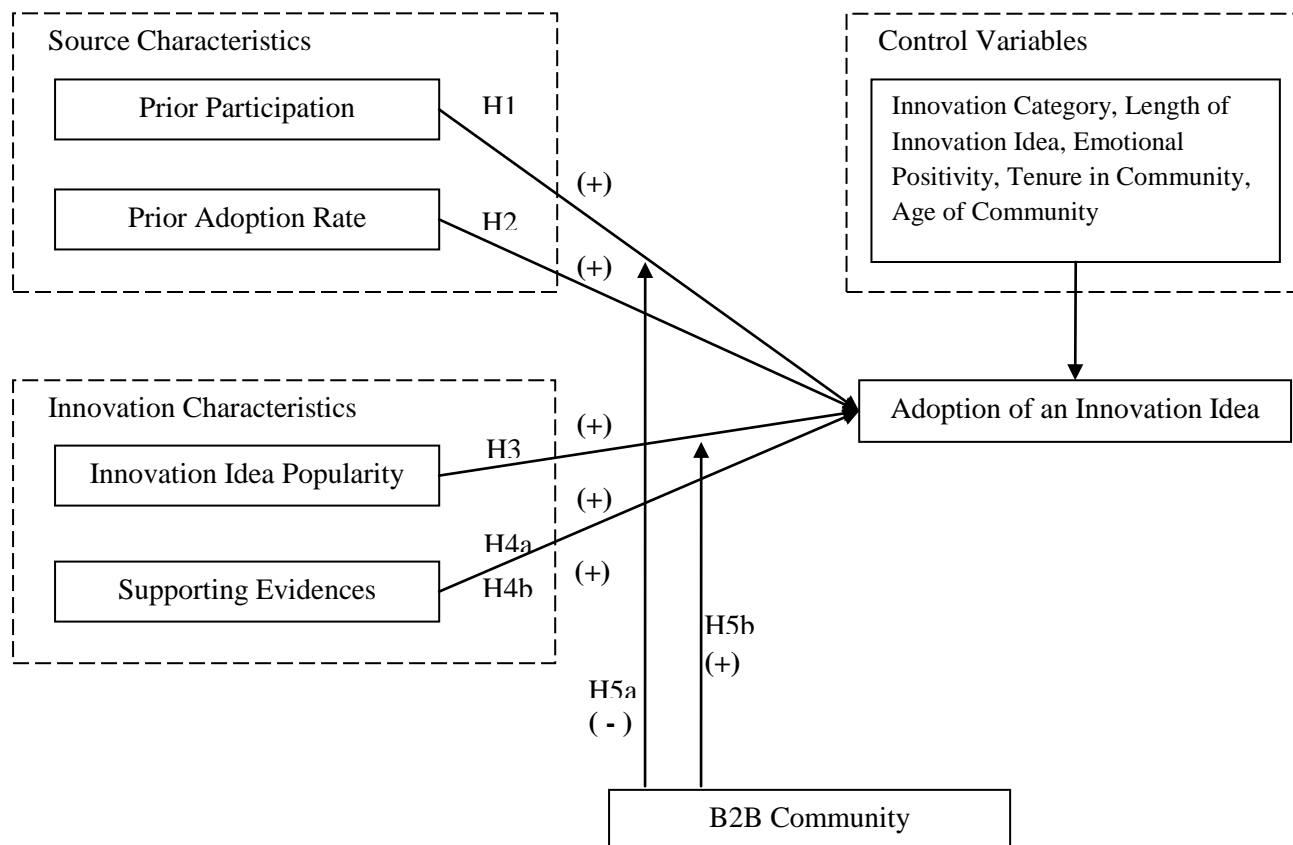 Source Characteristics
Prior Participation
H1
(+)
Prior Adoption Rate
H2
(+)
Control Variables
Innovation Category, Length of
Innovation Idea, Emotional
Positivity, Tenure in Community,
Age of Community
Innovation Characteristics
Innovation Idea Popularity
H3
(+)
Supporting Evidences
H4a
(+)
H4b
(+)
Adoption of an Innovation Idea
H5a
( - )
H5b
(+)
B2B Community